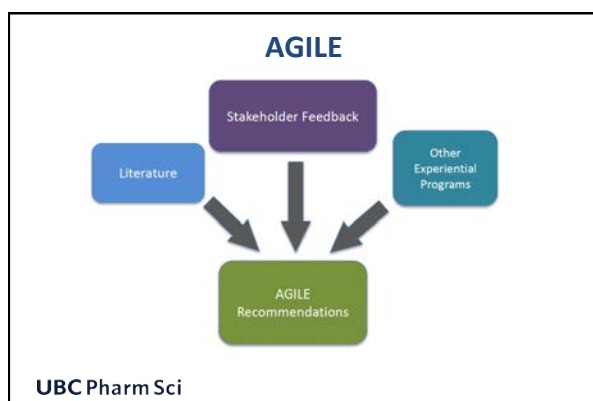 AGILE
Stakeholder Feedback
Literature
Other
Experiential
Programs
AGILE
Recommendations
UBC Pharm Sci